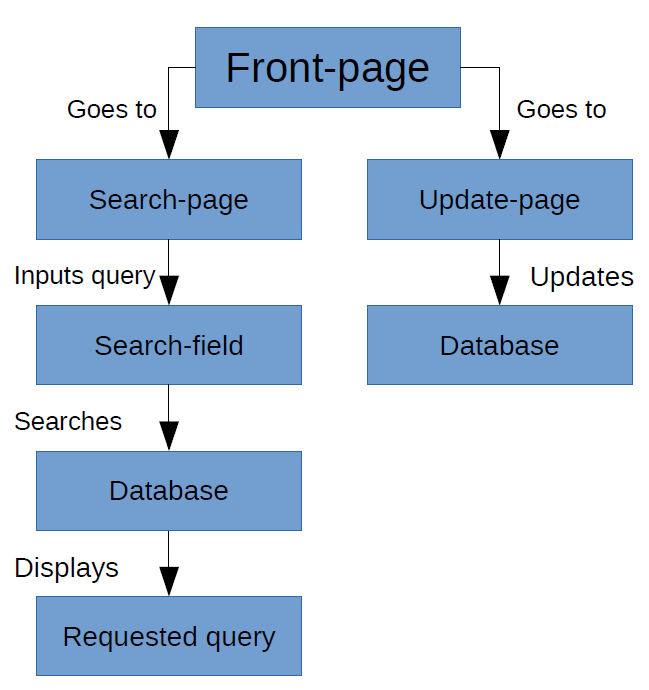 Front-page
Goes to
Goes to
Search-page
Update-page
Inputs query
Updates
Search-field
Database
Searches
Database
Displays
Requested query